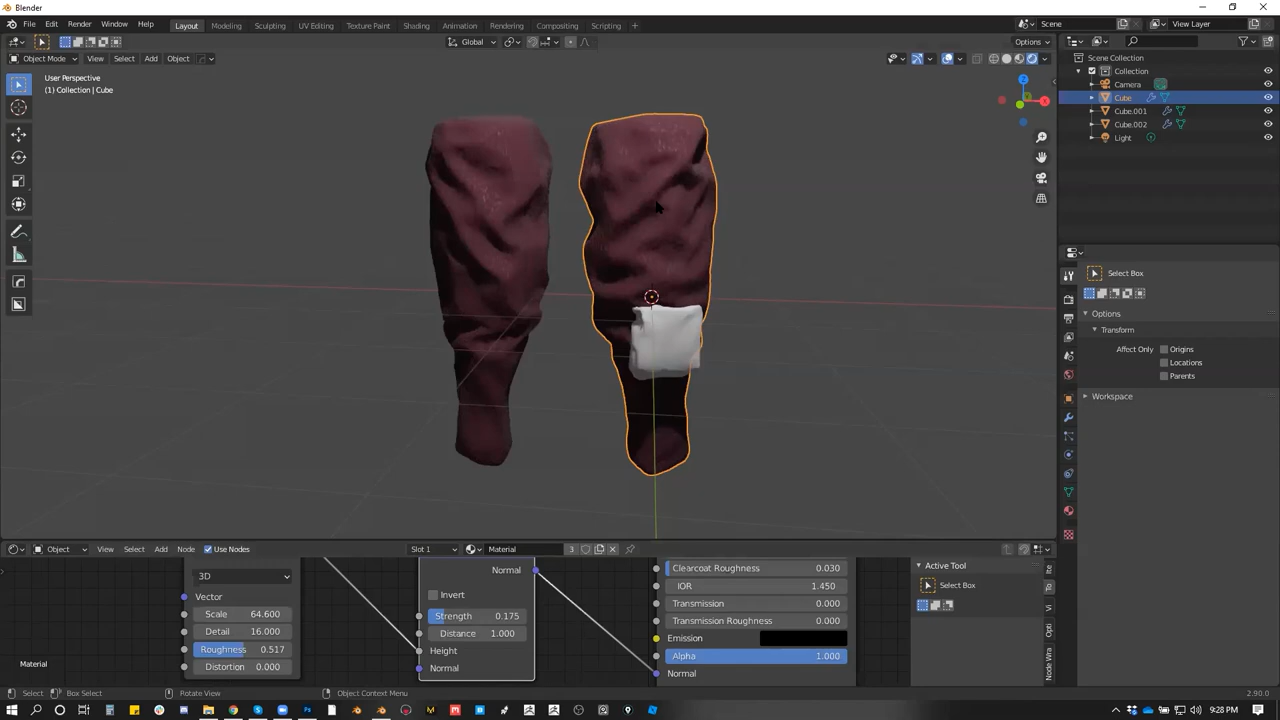 Blender
File Edit Render Window Help Layout Modeling Sculpting UV Editing Texture Paint Shading Animation Rendering Compositing Scripting + Scene View Layer
Global Options
Object Mode View Select Add Object
User Perspective
(1) Collection | Cube
X
Scene Collection
Collection
Camera
Cube
Cube.001
Cube.002
Light
Select Box
Options
Transform
Affect Only Origins
Locations
Parents
Workspace
Object View Select Add Node Use Nodes Slot 1 Material 3
3D
Vector
Scale 64.600
Detail 16.000
Roughness 0.517
Distortion 0.000
Normal
Invert
Strength 0.175
Distance 1.000
Height
Normal
Clearcoat Roughness 0.030
IOR 1.450
Transmission 0.000
Transmission Roughness 0.000
Emission
Alpha 1.000
Normal
Active Tool
Select Box
Ite
To
Vi
Opti
Node Wra
Material
Select Box Select Rotate View Object Context Menu 2.90.0
9:28 PM